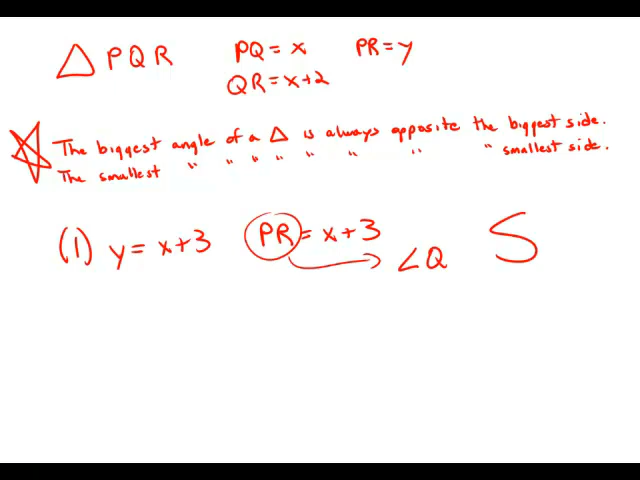 △ PQR PQ = x PR = y
QR = x+2
The biggest angle of a △ is always opposite the biggest side.
The smallest " " " " " " " " smallest side.
(1) y = x+3 PR = x+3 S
∠Q